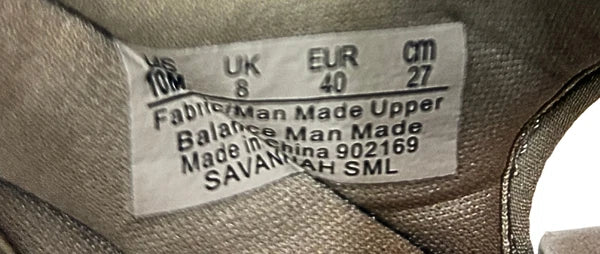 US UK EUR cm
10M 8 40 27
Fabric/Man Made Upper
Balance Man Made
Made in China 902169
SAVANNAH SML